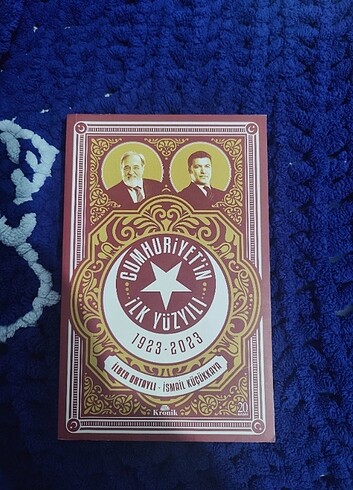 CUMHURİYET'İN
İLK YÜZYILI
1923-2023
İLBER ORTAYLI - İSMAİL KÜÇÜKKAYA
Kronik
20